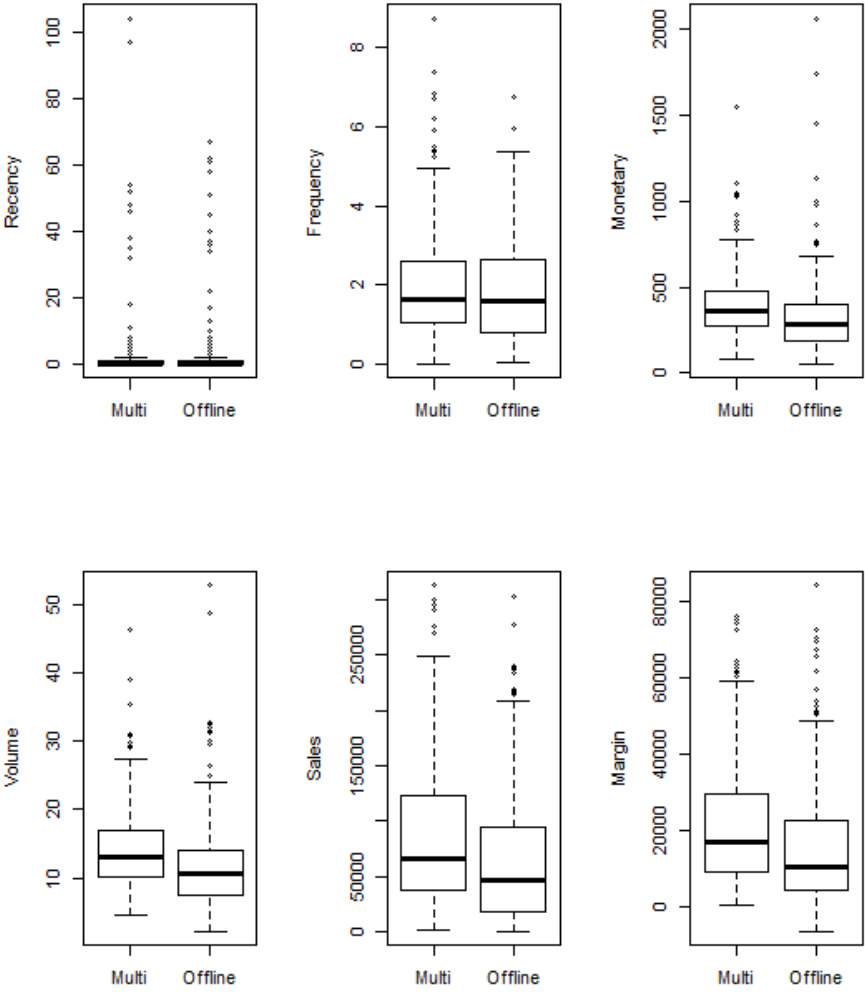 Recency
100
80
60
40
20
0
Multi Offline
Frequency
8
6
4
2
0
Multi Offline
Monetary
2000
1500
1000
500
0
Multi Offline
Volume
50
40
30
20
10
Multi Offline
Sales
250000
150000
50000
0
Multi Offline
Margin
80000
60000
40000
20000
0
Multi Offline